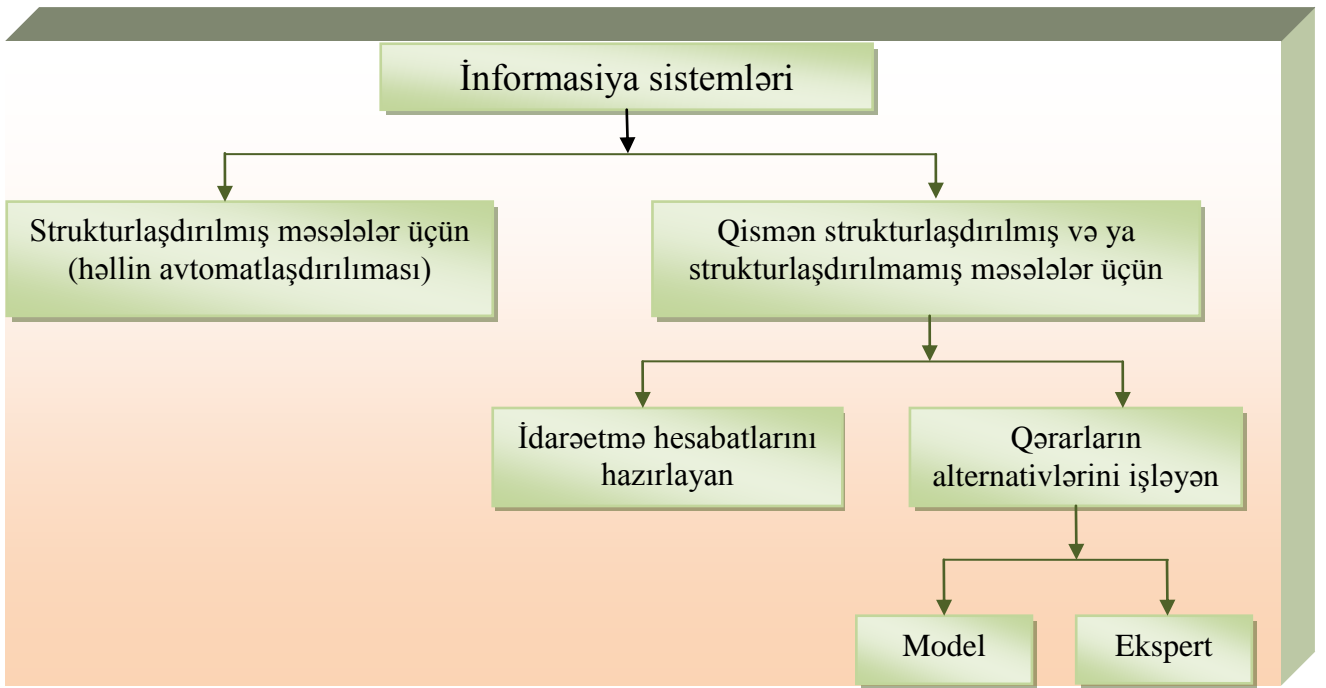 İnformasiya sistemləri
Strukturlaşdırılmış məsələlər üçün
(həllin avtomatlaşdırılıması)
Qismən strukturlaşdırılmış və ya
strukturlaşdırılmamış məsələlər üçün
İdarəetmə hesabatlarını
hazırlayan
Qərarların
alternativlərini işləyən
Model
Ekspert